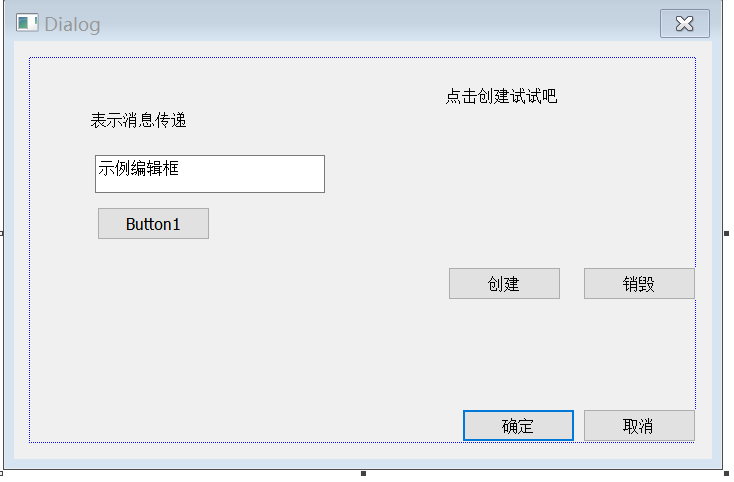 Dialog
点击创建试试吧
表示消息传递
示例编辑框
Button1
创建 销毁
确定 取消